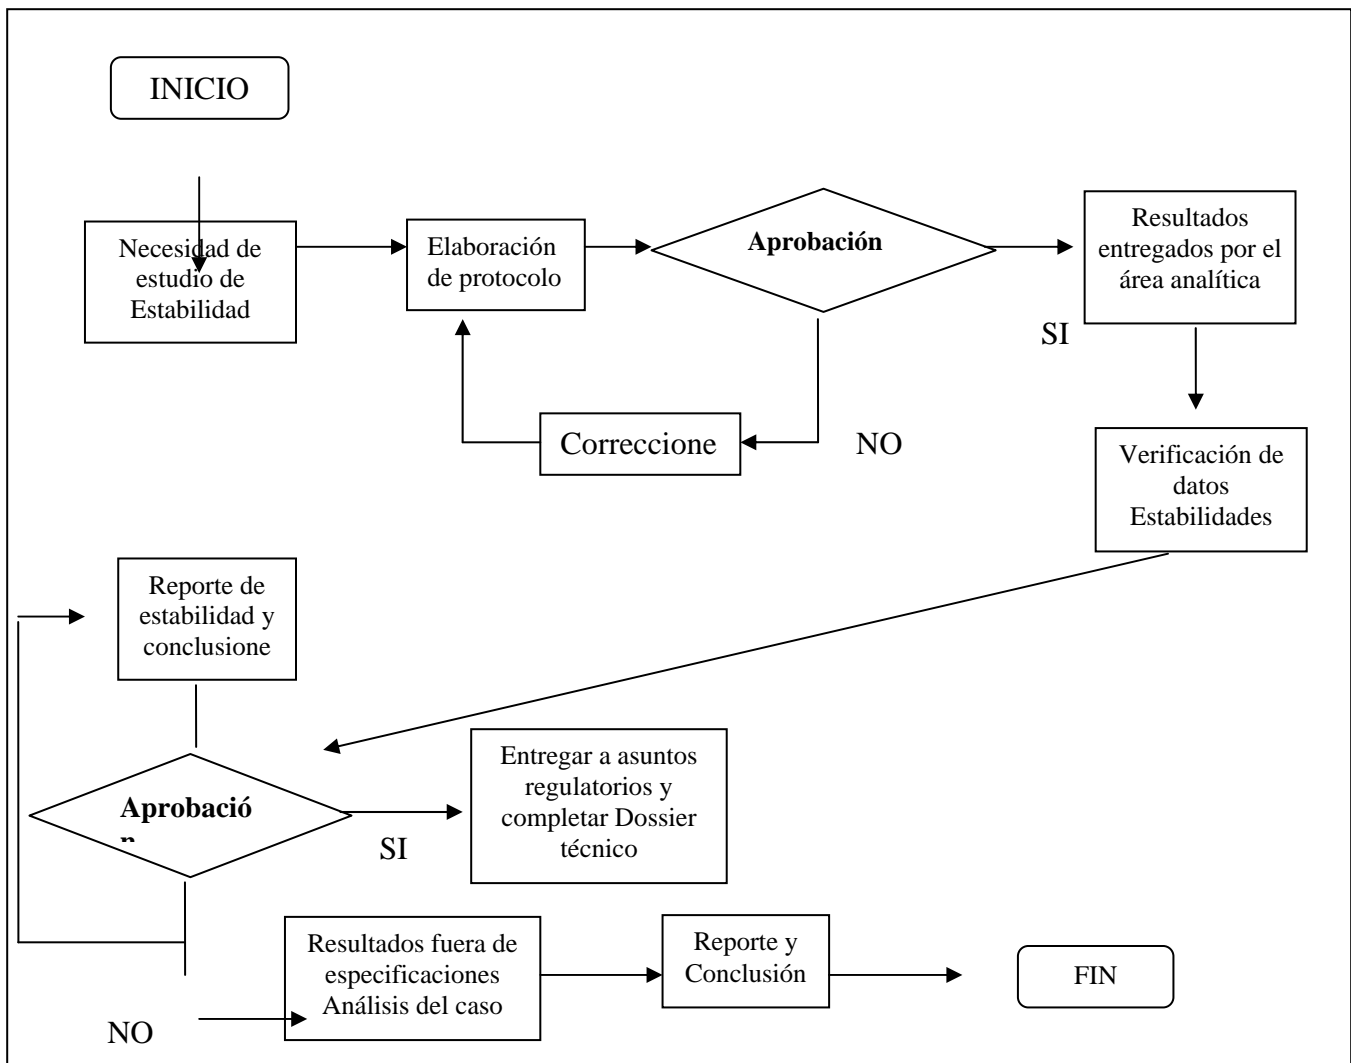 INICIO
Necesidad de
estudio de
Estabilidad
Elaboración
de protocolo
Aprobación
Resultados
entregados por el
área analítica
SI
Correccione
NO
Verificación de
datos
Estabilidades
Reporte de
estabilidad y
conclusione
Aprobació
n
SI
Entregar a asuntos
regulatorios y
completar Dossier
técnico
NO
Resultados fuera de
especificaciones
Análisis del caso
Reporte y
Conclusión
FIN